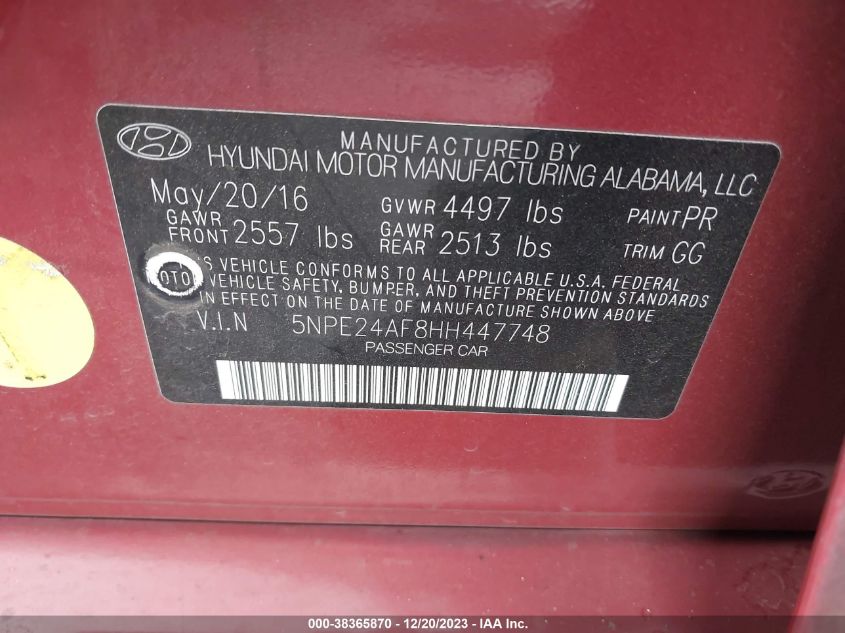 MANUFACTURED BY
HYUNDAI MOTOR MANUFACTURING ALABAMA, LLC
May/20/16 GVWR 4497 lbs PAINT PR
GAWR FRONT 2557 lbs GAWR REAR 2513 lbs TRIM GG
'S VEHICLE CONFORMS TO ALL APPLICABLE U.S.A. FEDERAL
OTO VEHICLE SAFETY, BUMPER, AND THEFT PREVENTION STANDARDS
IN EFFECT ON THE DATE OF MANUFACTURE SHOWN ABOVE.
V.I.N 5NPE24AF8HH447748
PASSENGER CAR
000-38365870 - 12/20/2023 - IAA Inc.